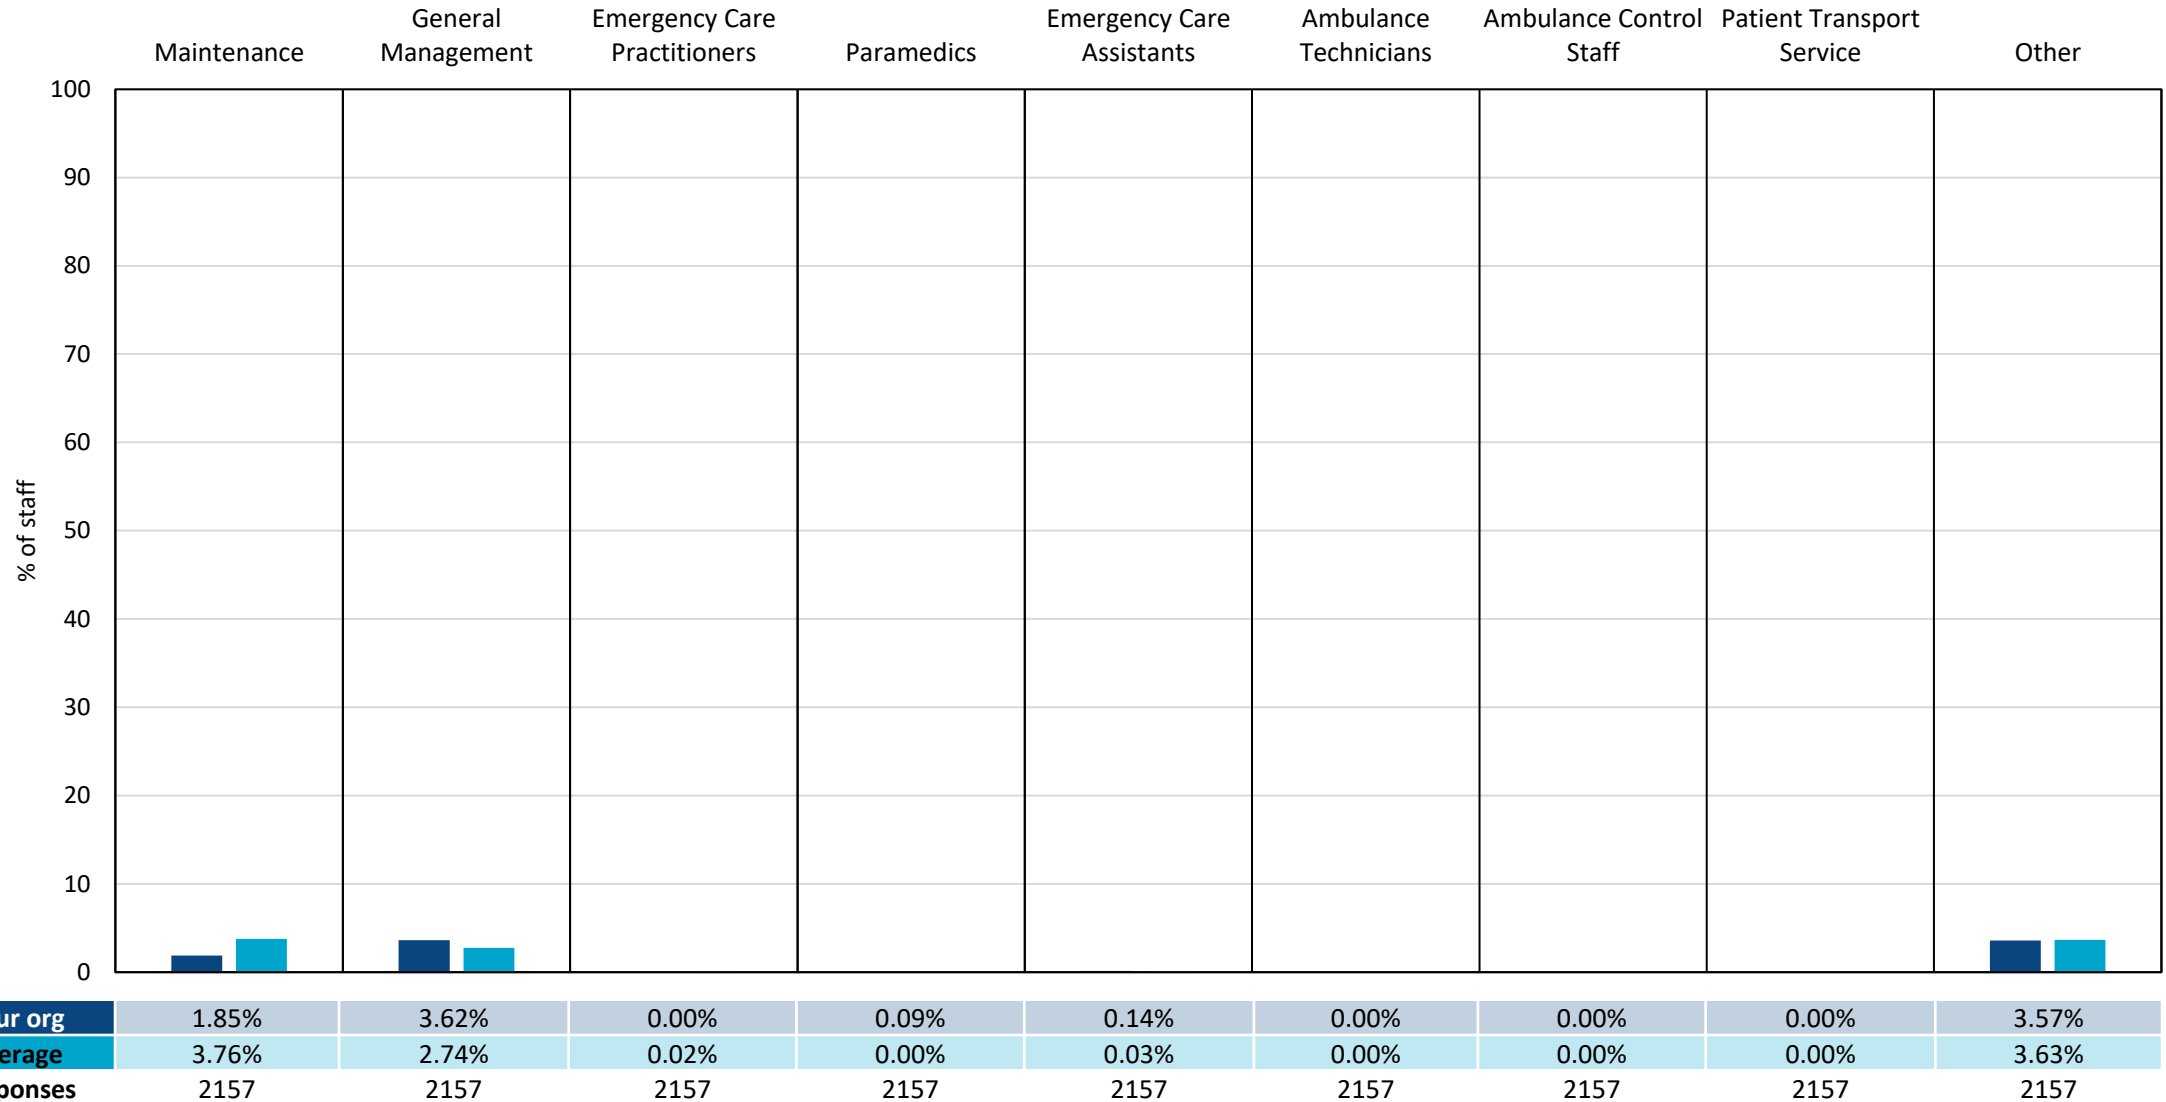 Maintenance
General
Management
Emergency Care
Practitioners
Paramedics
Emergency Care
Assistants
Ambulance
Technicians
Ambulance Control
Staff
Patient Transport
Service
Other
% of staff
100
90
80
70
60
50
40
30
20
10
0
ur org 1.85% 3.62% 0.00% 0.09% 0.14% 0.00% 0.00% 0.00% 3.57%
erage 3.76% 2.74% 0.02% 0.00% 0.03% 0.00% 0.00% 0.00% 3.63%
ponses 2157 2157 2157 2157 2157 2157 2157 2157 2157